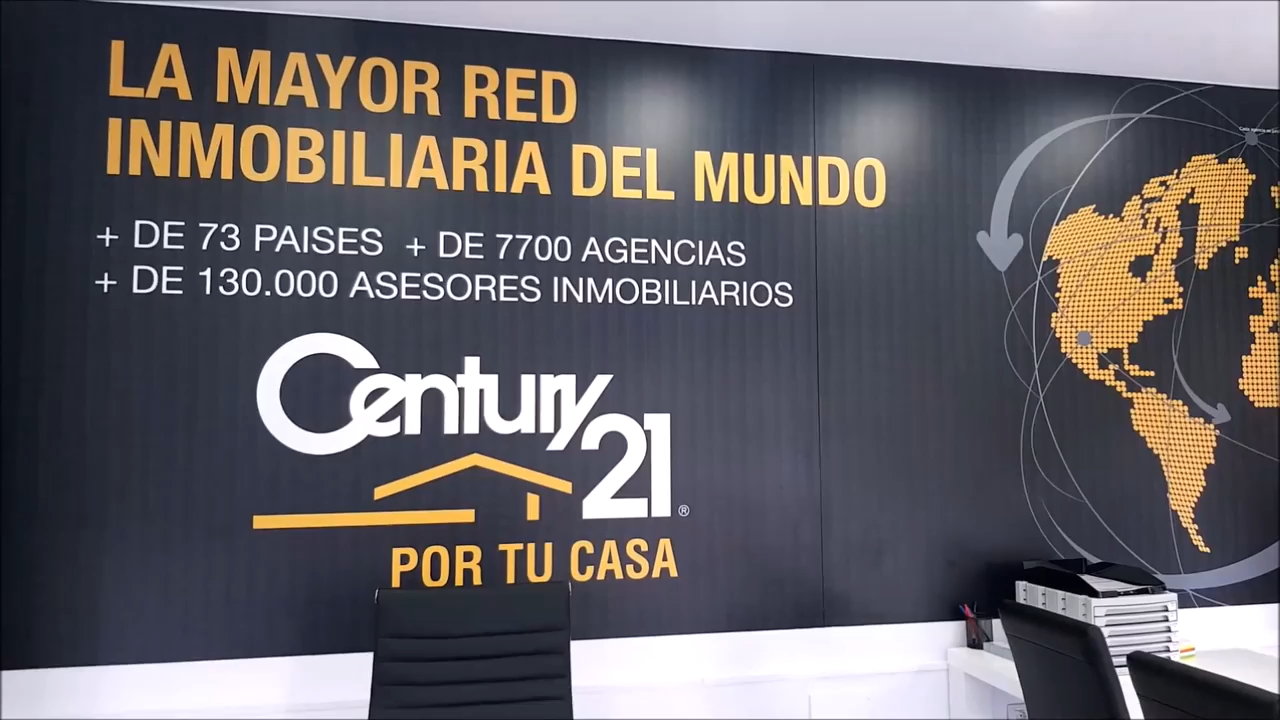 LA MAYOR RED
INMOBILIARIA DEL MUNDO
+ DE 73 PAISES + DE 7700 AGENCIAS
+ DE 130.000 ASESORES INMOBILIARIOS
Century
21®
POR TU CASA